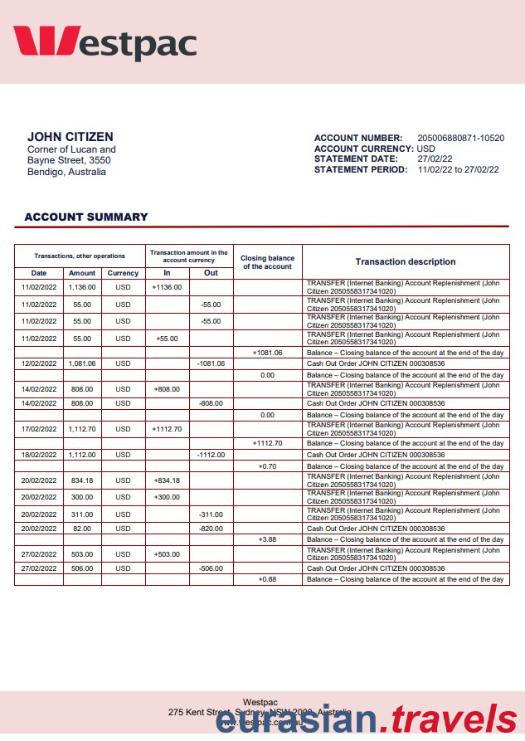 Westpac
JOHN CITIZEN
Corner of Lucan and
Bayne Street, 3550
Bendigo, Australia
ACCOUNT NUMBER: 205006880871-10520
ACCOUNT CURRENCY: USD
STATEMENT DATE: 27/02/22
STATEMENT PERIOD: 11/02/22 to 27/02/22
ACCOUNT SUMMARY
Transactions, other operations
Transaction amount in the
account currency
Closing balance
of the account
Transaction description
Date Amount Currency In Out
11/02/2022 1,136.00 USD +1136.00 TRANSFER (Internet Banking) Account Replenishment (John
Citizen 2050558317341020)
11/02/2022 55.00 USD -55.00 TRANSFER (Internet Banking) Account Replenishment (John
Citizen 2050558317341020)
11/02/2022 55.00 USD -55.00 TRANSFER (Internet Banking) Account Replenishment (John
Citizen 2050558317341020)
11/02/2022 55.00 USD +55.00 TRANSFER (Internet Banking) Account Replenishment (John
Citizen 2050558317341020)
+1081.06 Balance – Closing balance of the account at the end of the day
12/02/2022 1,081.06 USD -1081.06 Cash Out Order JOHN CITIZEN 000308536
0.00 Balance – Closing balance of the account at the end of the day
14/02/2022 808.00 USD +808.00 TRANSFER (Internet Banking) Account Replenishment (John
Citizen 2050558317341020)
14/02/2022 808.00 USD -808.00 Cash Out Order JOHN CITIZEN 000308536
0.00 Balance – Closing balance of the account at the end of the day
17/02/2022 1,112.70 USD +1112.70 TRANSFER (Internet Banking) Account Replenishment (John
Citizen 2050558317341020)
+1112.70 Balance – Closing balance of the account at the end of the day
18/02/2022 1,112.00 USD -1112.00 Cash Out Order JOHN CITIZEN 000308536
+0.70 Balance – Closing balance of the account at the end of the day
20/02/2022 834.18 USD +834.18 TRANSFER (Internet Banking) Account Replenishment (John
Citizen 2050558317341020)
20/02/2022 300.00 USD +300.00 TRANSFER (Internet Banking) Account Replenishment (John
Citizen 2050558317341020)
20/02/2022 311.00 USD -311.00 TRANSFER (Internet Banking) Account Replenishment (John
Citizen 2050558317341020)
20/02/2022 82.00 USD -820.00 Cash Out Order JOHN CITIZEN 000308536
+3.88 Balance – Closing balance of the account at the end of the day
27/02/2022 503.00 USD +503.00 TRANSFER (Internet Banking) Account Replenishment (John
Citizen 2050558317341020)
27/02/2022 506.00 USD -506.00 Cash Out Order JOHN CITIZEN 000308536
+0.88 Balance – Closing balance of the account at the end of the day
Westpac
275 Kent Street, Sydney, NSW 2000, Australia
eurasian.travels